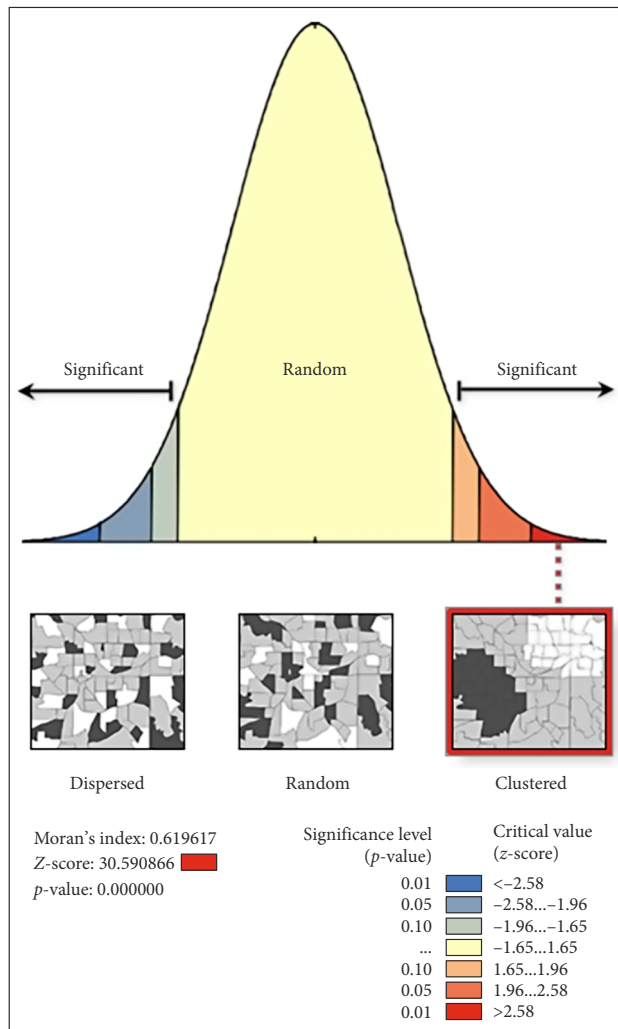 Significant
Random
Significant
Dispersed
Random
Clustered
Moran's index: 0.619617
Z-score: 30.590866
p-value: 0.000000
Significance level
(p-value)
Critical value
(z-score)
0.01 <–2.58
0.05 –2.58...–1.96
0.10 –1.96...–1.65
... –1.65...1.65
0.10 1.65...1.96
0.05 1.96...2.58
0.01 >2.58